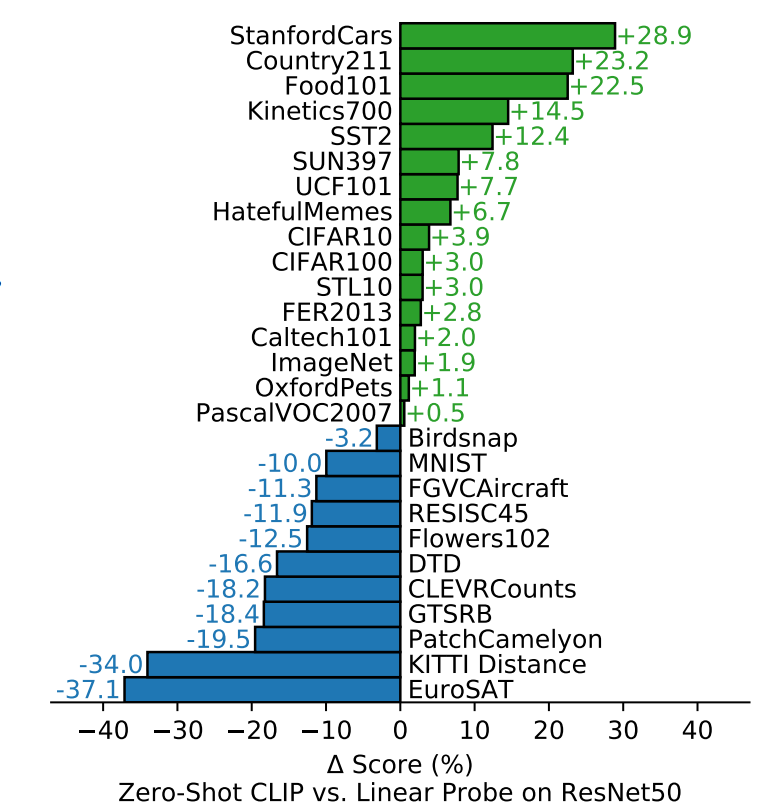 StanfordCars +28.9
Country211 +23.2
Food101 +22.5
Kinetics700 +14.5
SST2 +12.4
SUN397 +7.8
UCF101 +7.7
HatefulMemes +6.7
CIFAR10 +3.9
CIFAR100 +3.0
STL10 +3.0
FER2013 +2.8
Caltech101 +2.0
ImageNet +1.9
OxfordPets +1.1
PascalVOC2007 +0.5
-3.2 Birdsnap
-10.0 MNIST
-11.3 FGVCAircraft
-11.9 RESISC45
-12.5 Flowers102
-16.6 DTD
-18.2 CLEVRCounts
-18.4 GTSRB
-19.5 PatchCamelyon
-34.0 KITTI Distance
-37.1 EuroSAT
−40 −30 −20 −10 0 10 20 30 40
Δ Score (%)
Zero-Shot CLIP vs. Linear Probe on ResNet50